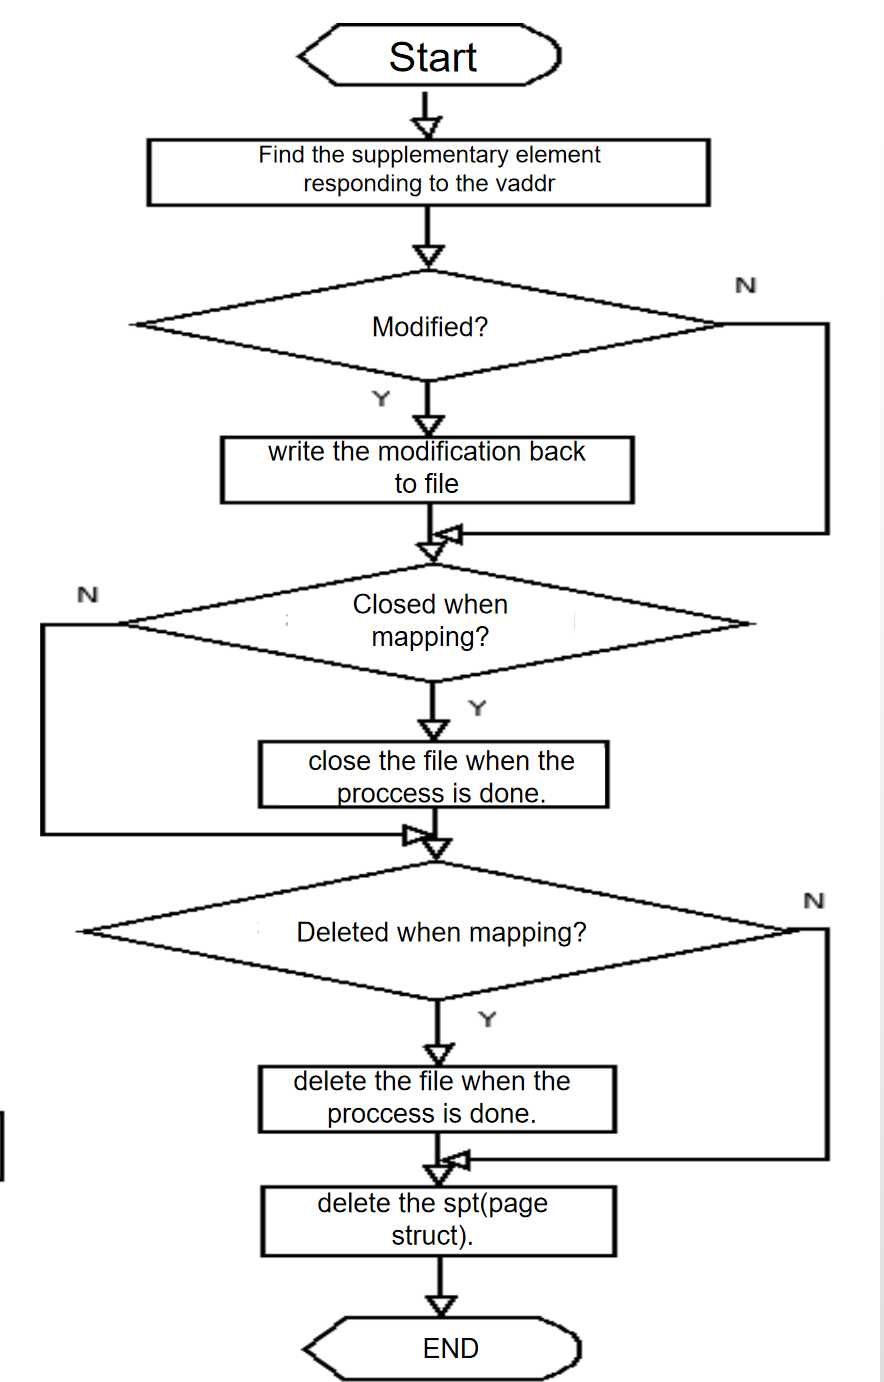 Start
Find the supplementary element
responding to the vaddr
N
Modified?
Y
write the modification back
to file
N
Closed when
mapping?
Y
close the file when the
proccess is done.
N
Deleted when mapping?
Y
delete the file when the
proccess is done.
delete the spt(page
struct).
END